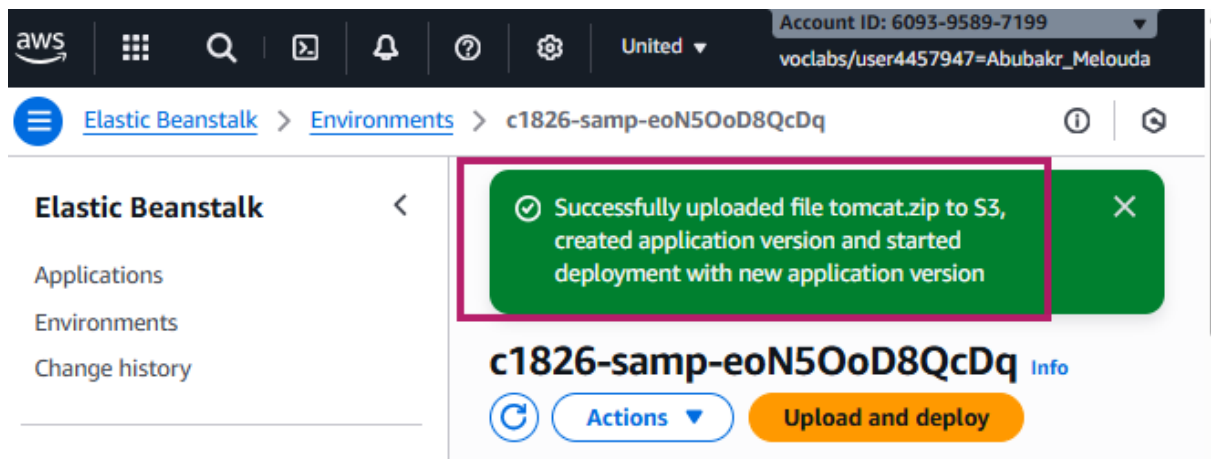 aws
United
Account ID: 6093-9589-7199
voclabs/user4457947=Abubakr_Melouda
Elastic Beanstalk > Environments > c1826-samp-eoN5OoD8QcDq
Elastic Beanstalk
Applications
Environments
Change history
Successfully uploaded file tomcat.zip to S3,
created application version and started
deployment with new application version
c1826-samp-eoN5OoD8QcDq Info
Actions
Upload and deploy